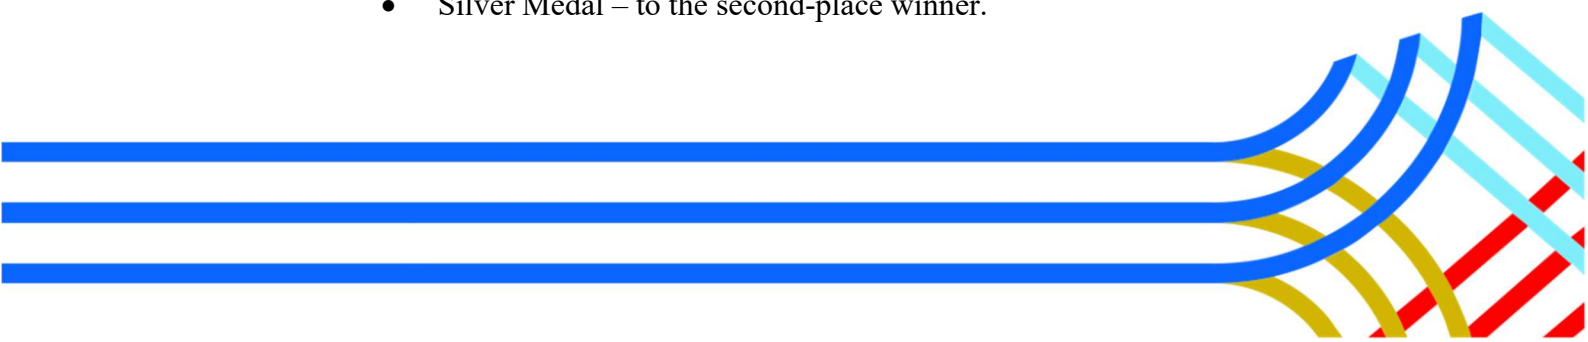 ● Silver Medal – to the second-place winner.